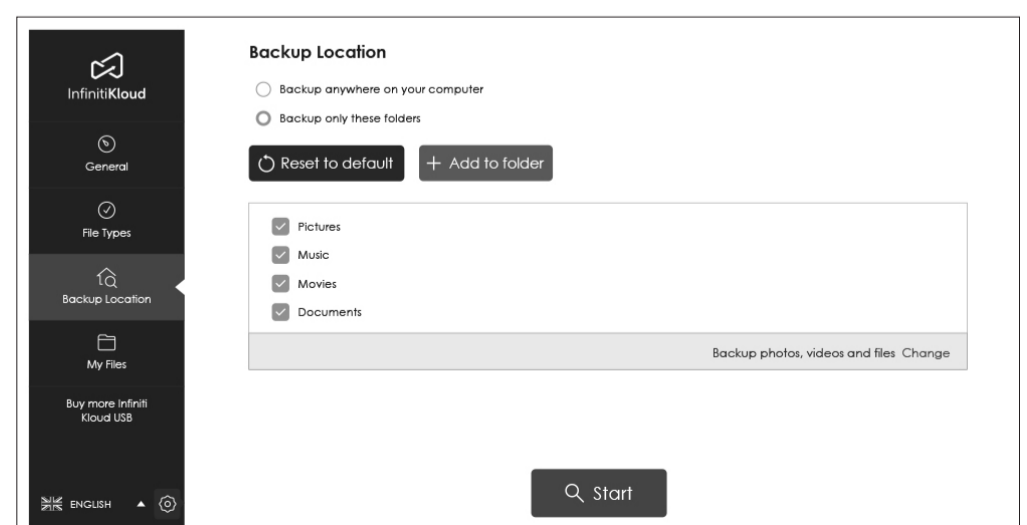 InfinitiKloud
General
File Types
Backup Location
My Files
Buy more Infiniti
Kloud USB
ENGLISH
Backup Location
Backup anywhere on your computer
Backup only these folders
Reset to default
Add to folder
Pictures
Music
Movies
Documents
Backup photos, videos and files Change
Start